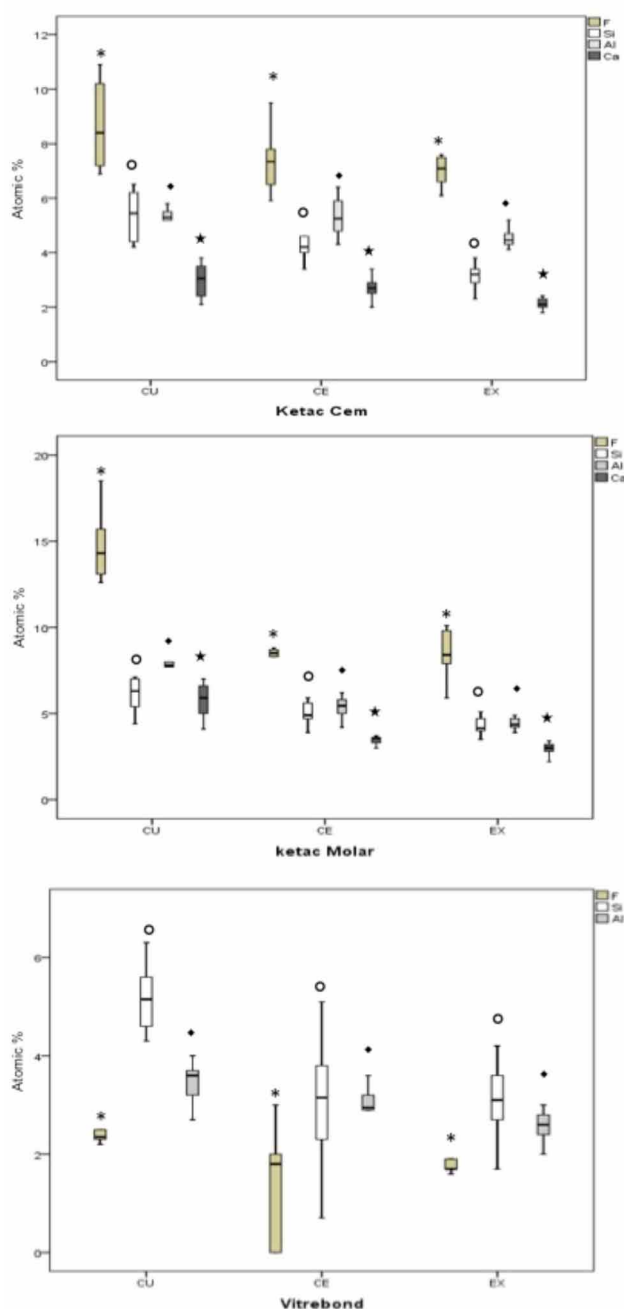 F
Si
Al
Ca
12
10
8
6
4
2
0
Atomic %
CU CE EX
Ketac Cem
F
Si
Al
Ca
20
15
10
5
0
Atomic %
CU CE EX
ketac Molar
F
Si
Al
6
4
2
0
Atomic %
CU CE EX
Vitrebond